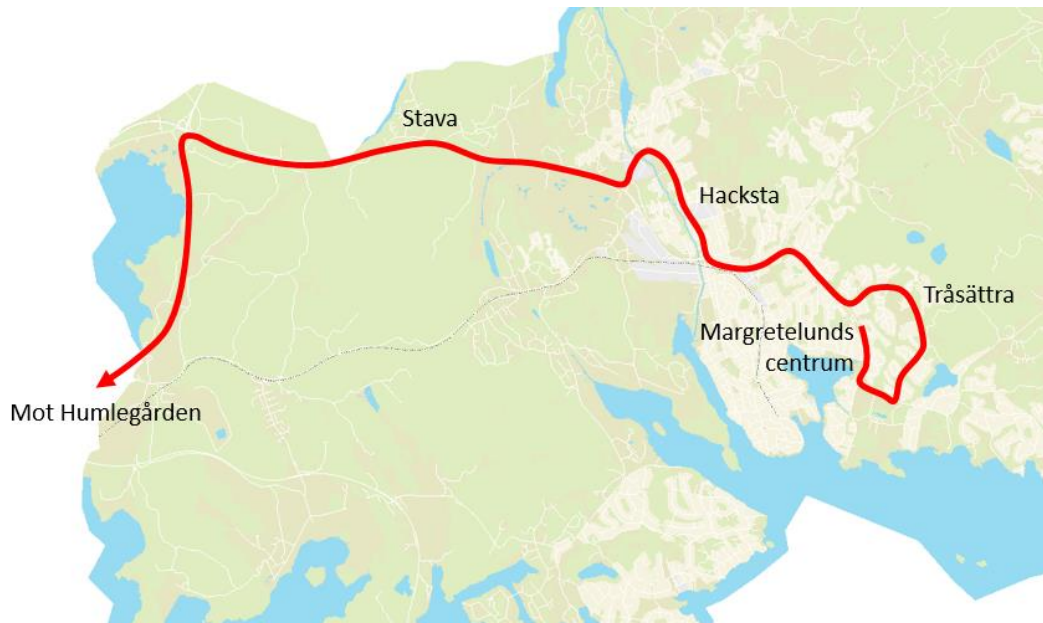 Stava
Hacksta
Tråsättra
Margretelunds
centrum
Mot Humlegården